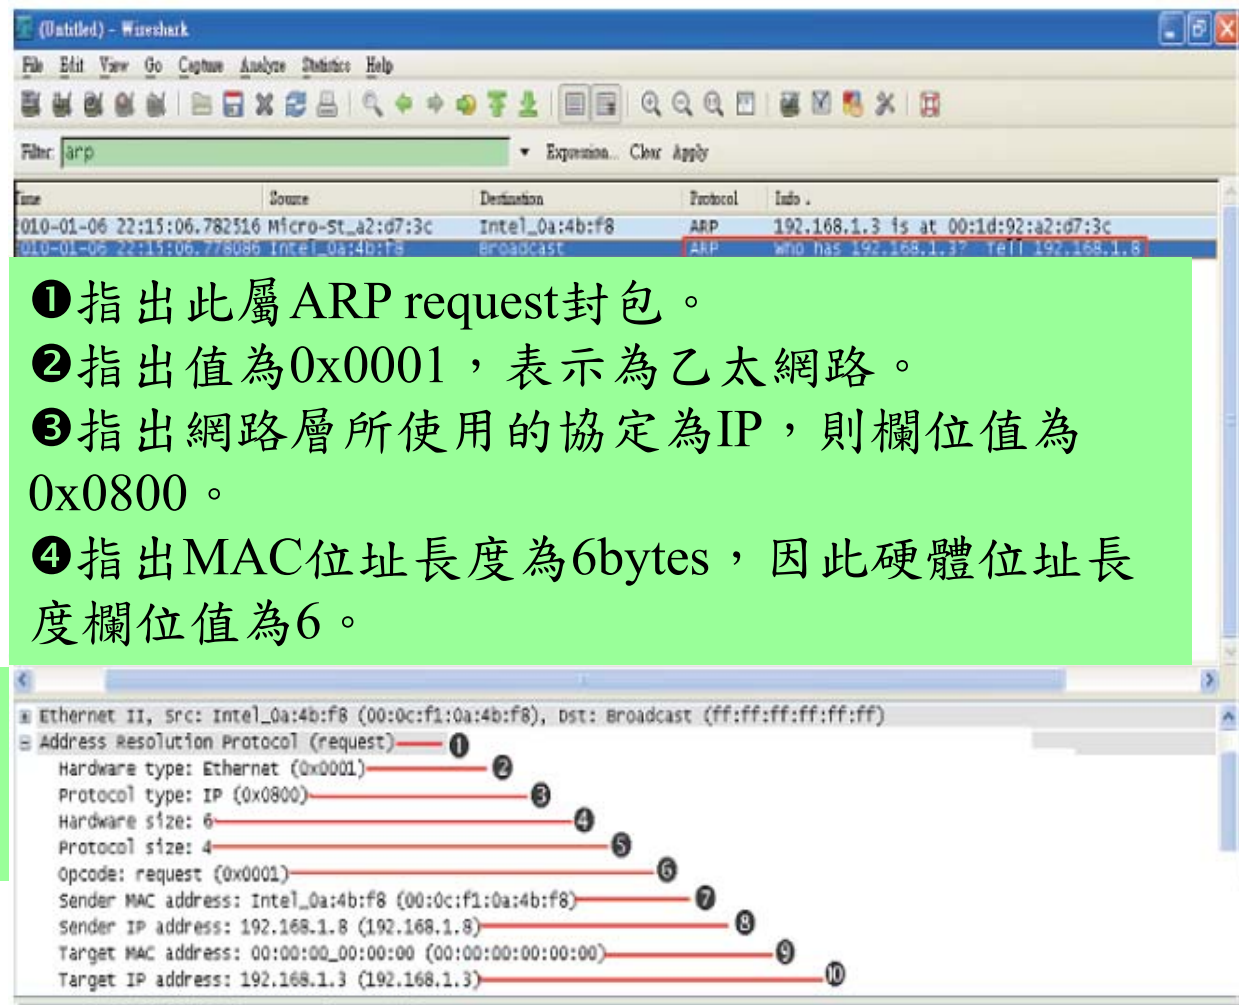 (Untitled) - Wireshark
File Edit View Go Capture Analyze Statistics Help
Filter: arp Expression... Clear Apply
Time Source Destination Protocol Info .
010-01-06 22:15:06.782516 Micro-St_a2:d7:3c Intel_0a:4b:f8 ARP 192.168.1.3 is at 00:1d:92:a2:d7:3c
010-01-06 22:15:06.778086 Intel_0a:4b:f8 Broadcast ARP who has 192.168.1.3? Tell 192.168.1.8
❶指出此屬ARP request封包。
❷指出值為0x0001，表示為乙太網路。
❸指出網路層所使用的協定為IP，則欄位值為
0x0800。
❹指出MAC位址長度為6bytes，因此硬體位址長
度欄位值為6。
Ethernet II, Src: Intel_0a:4b:f8 (00:0c:f1:0a:4b:f8), Dst: Broadcast (ff:ff:ff:ff:ff:ff)
Address Resolution Protocol (request) ❶
Hardware type: Ethernet (0x0001) ❷
Protocol type: IP (0x0800) ❸
Hardware size: 6 ❹
Protocol size: 4 ❺
Opcode: request (0x0001) ❻
Sender MAC address: Intel_0a:4b:f8 (00:0c:f1:0a:4b:f8) ❼
Sender IP address: 192.168.1.8 (192.168.1.8) ❽
Target MAC address: 00:00:00_00:00:00 (00:00:00:00:00:00) ❾
Target IP address: 192.168.1.3 (192.168.1.3) ❿